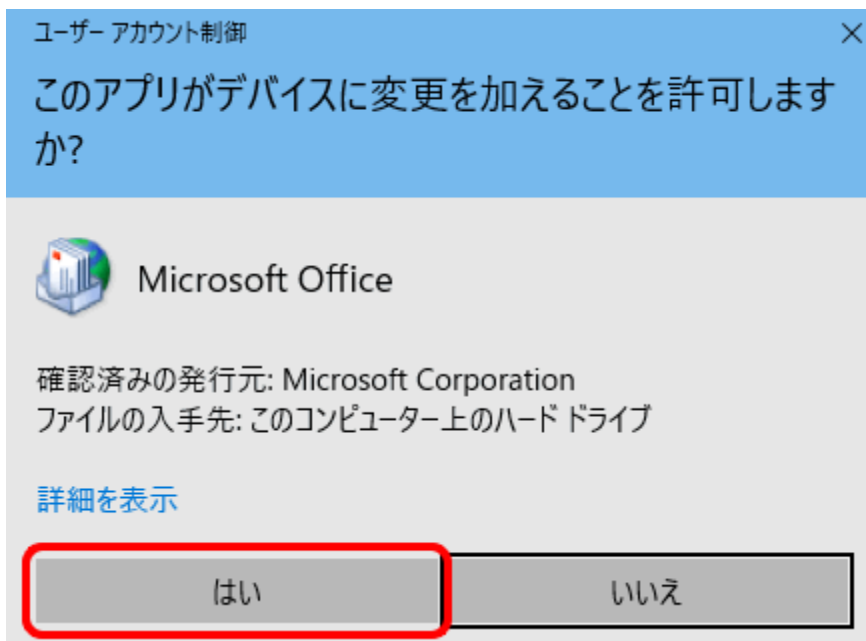 ユーザー アカウント制御
このアプリがデバイスに変更を加えることを許可します
か?
Microsoft Office
確認済みの発行元: Microsoft Corporation
ファイルの入手先: このコンピューター上のハード ドライブ
詳細を表示
はい
いいえ